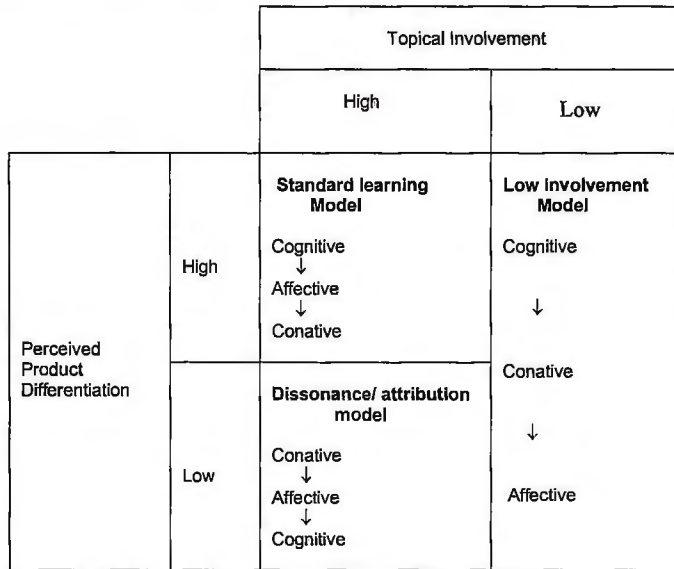 Topical Involvement
High
Low
Perceived
Product
Differentiation
High
Standard learning
Model
Cognitive
↓
Affective
↓
Conative
Low Involvement
Model
Cognitive
↓
Conative
↓
Affective
Low
Dissonance/ attribution
model
Conative
↓
Affective
↓
Cognitive